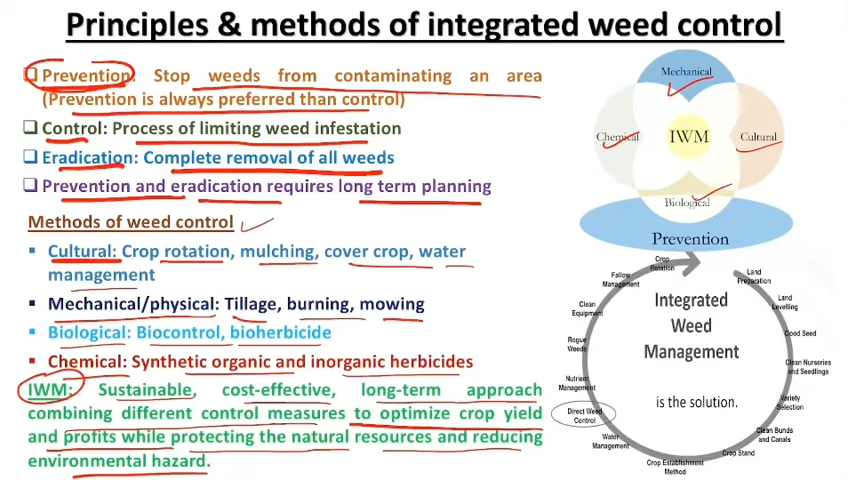 Principles & methods of integrated weed control
Prevention: Stop weeds from contaminating an area
(Prevention is always preferred than control)
Control: Process of limiting weed infestation
Eradication: Complete removal of all weeds
Prevention and eradication requires long term planning
Methods of weed control
Cultural: Crop rotation, mulching, cover crop, water
management
Mechanical/physical: Tillage, burning, mowing
Biological: Biocontrol, bioherbicide
Chemical: Synthetic organic and inorganic herbicides
IWM: Sustainable, cost-effective, long-term approach
combining different control measures to optimize crop yield
and profits while protecting the natural resources and reducing
environmental hazard.
Mechanical
Chemical
IWM
Cultural
Biological
Prevention
Crop
Rotation
Land
Preparation
Land
Levelling
Good Seed
Clean Nurseries
and Seedlings
Variety
Selection
Clean Bunds
and Canals
Crop Stand
Crop Establishment
Method
Water
Management
Direct Weed
Control
Nutrient
Management
Rogue
Weeds
Clean
Equipment
Fallow
Management
Integrated
Weed
Management
is the solution.